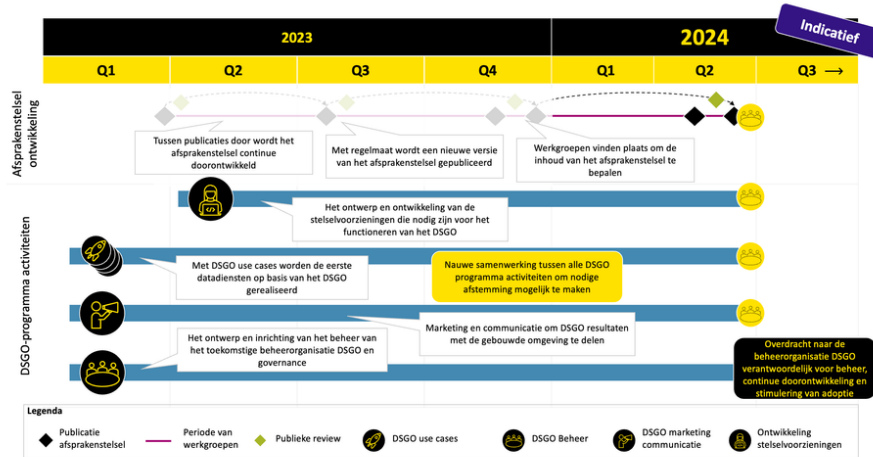 Indicatief
2023
2024
Q1
Q2
Q3
Q4
Q1
Q2
Q3 →
Afsprakenstelsel
ontwikkeling
Tussen publicaties door wordt het
afsprakenstelsel continue
doorontwikkeld
Met regelmaat wordt een nieuwe versie
van het afsprakenstelsel gepubliceerd
Werkgroepen vinden plaats om de
inhoud van het afsprakenstelsel te
bepalen
DSGO-programma activiteiten
Het ontwerp en ontwikkeling van de
stelselvoorzieningen die nodig zijn voor het
functioneren van het DSGO
Met DSGO use cases worden de eerste
datadiensten op basis van het DSGO
gerealiseerd
Nauwe samenwerking tussen alle DSGO
programma activiteiten om nodige
afstemming mogelijk te maken
Marketing en communicatie om DSGO resultaten
met de gebouwde omgeving te delen
Het ontwerp en inrichting van het beheer van
het toekomstige beheerorganisatie DSGO en
governance
Overdracht naar de
beheerorganisatie DSGO
verantwoordelijk voor beheer,
continue doorontwikkeling en
stimulering van adoptie
Legenda
Publicatie
afsprakenstelsel
Periode van
werkgroepen
Publieke review
DSGO use cases
DSGO Beheer
DSGO marketing
communicatie
Ontwikkeling
stelselvoorzieningen